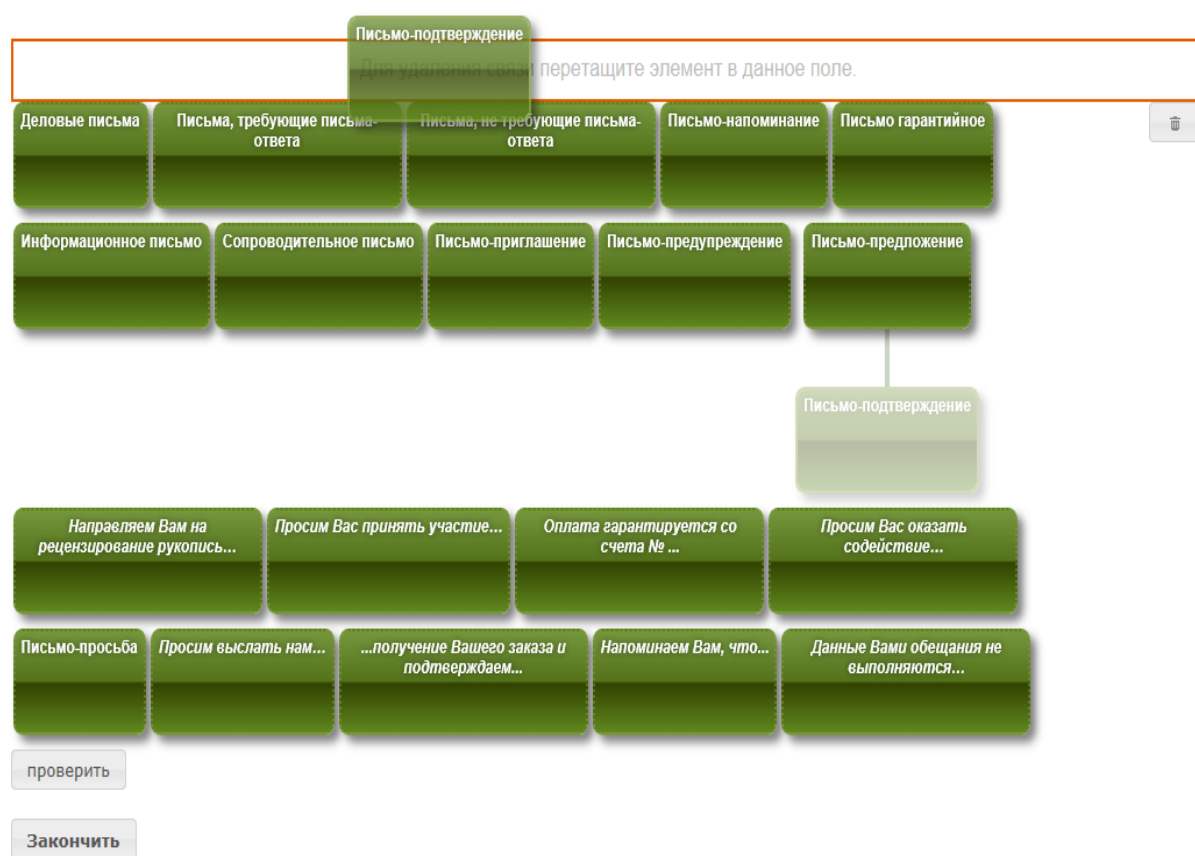 Письмо-подтверждение
Для удаления связи перетащите элемент в данное поле.
Деловые письма
Письма, требующие письма-
ответа
Письма, не требующие письма-
ответа
Письмо-напоминание
Письмо гарантийное
Информационное письмо
Сопроводительное письмо
Письмо-приглашение
Письмо-предупреждение
Письмо-предложение
Письмо-подтверждение
Направляем Вам на
рецензирование рукопись...
Просим Вас принять участие...
Оплата гарантируется со
счета № ...
Просим Вас оказать
содействие...
Письмо-просьба
Просим выслать нам...
...получение Вашего заказа и
подтверждаем...
Напоминаем Вам, что...
Данные Вами обещания не
выполняются...
проверить
Закончить